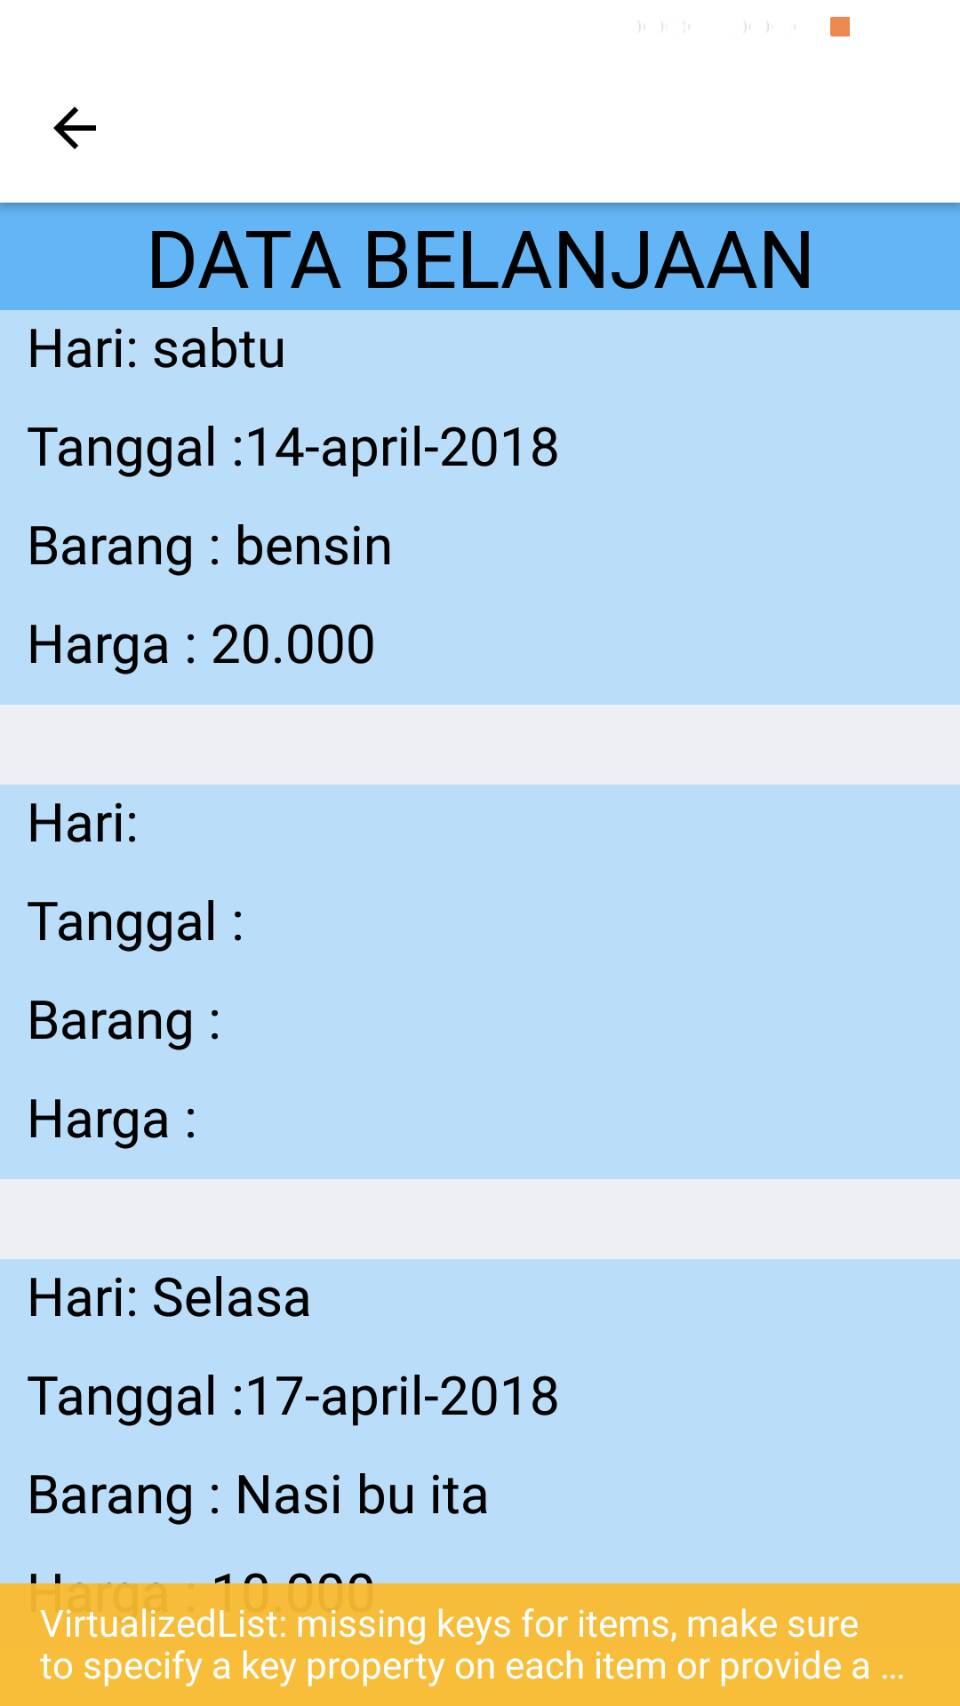 DATA BELANJAAN
Hari: sabtu
Tanggal :14-april-2018
Barang : bensin
Harga : 20.000
Hari:
Tanggal :
Barang :
Harga :
Hari: Selasa
Tanggal :17-april-2018
Barang : Nasi bu ita
Harga : 10.000
VirtualizedList: missing keys for items, make sure
to specify a key property on each item or provide a ...